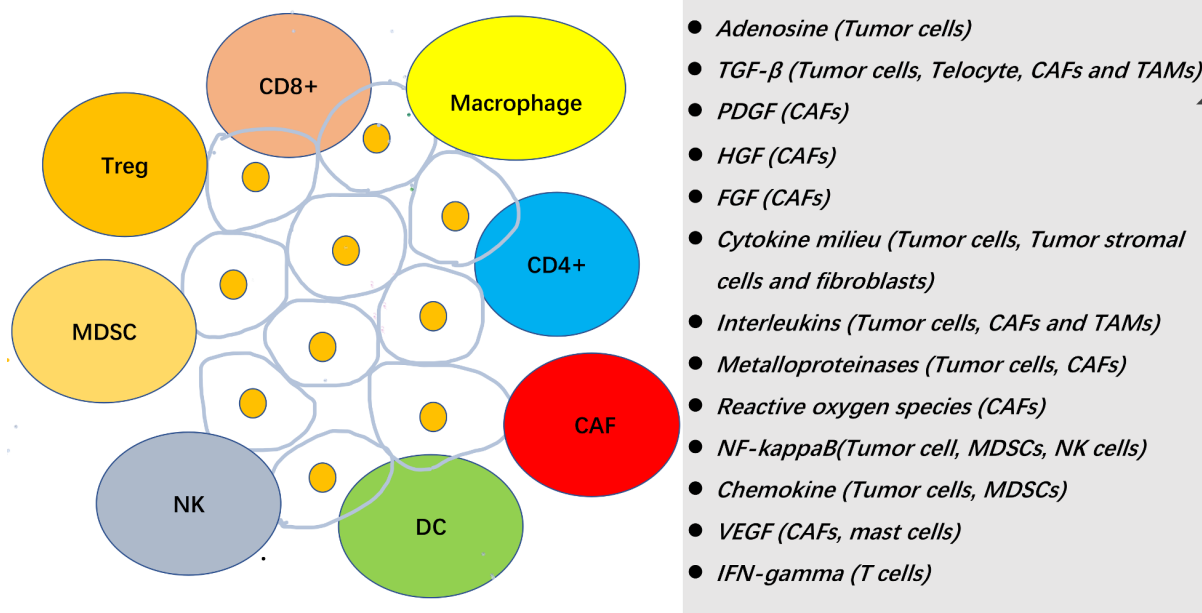 CD8+
Macrophage
Treg
CD4+
MDSC
CAF
NK
DC
● Adenosine (Tumor cells)
● TGF-β (Tumor cells, Telocyte, CAFs and TAMs)
● PDGF (CAFs)
● HGF (CAFs)
● FGF (CAFs)
● Cytokine milieu (Tumor cells, Tumor stromal
cells and fibroblasts)
● Interleukins (Tumor cells, CAFs and TAMs)
● Metalloproteinases (Tumor cells, CAFs)
● Reactive oxygen species (CAFs)
● NF-kappaB(Tumor cell, MDSCs, NK cells)
● Chemokine (Tumor cells, MDSCs)
● VEGF (CAFs, mast cells)
● IFN-gamma (T cells)